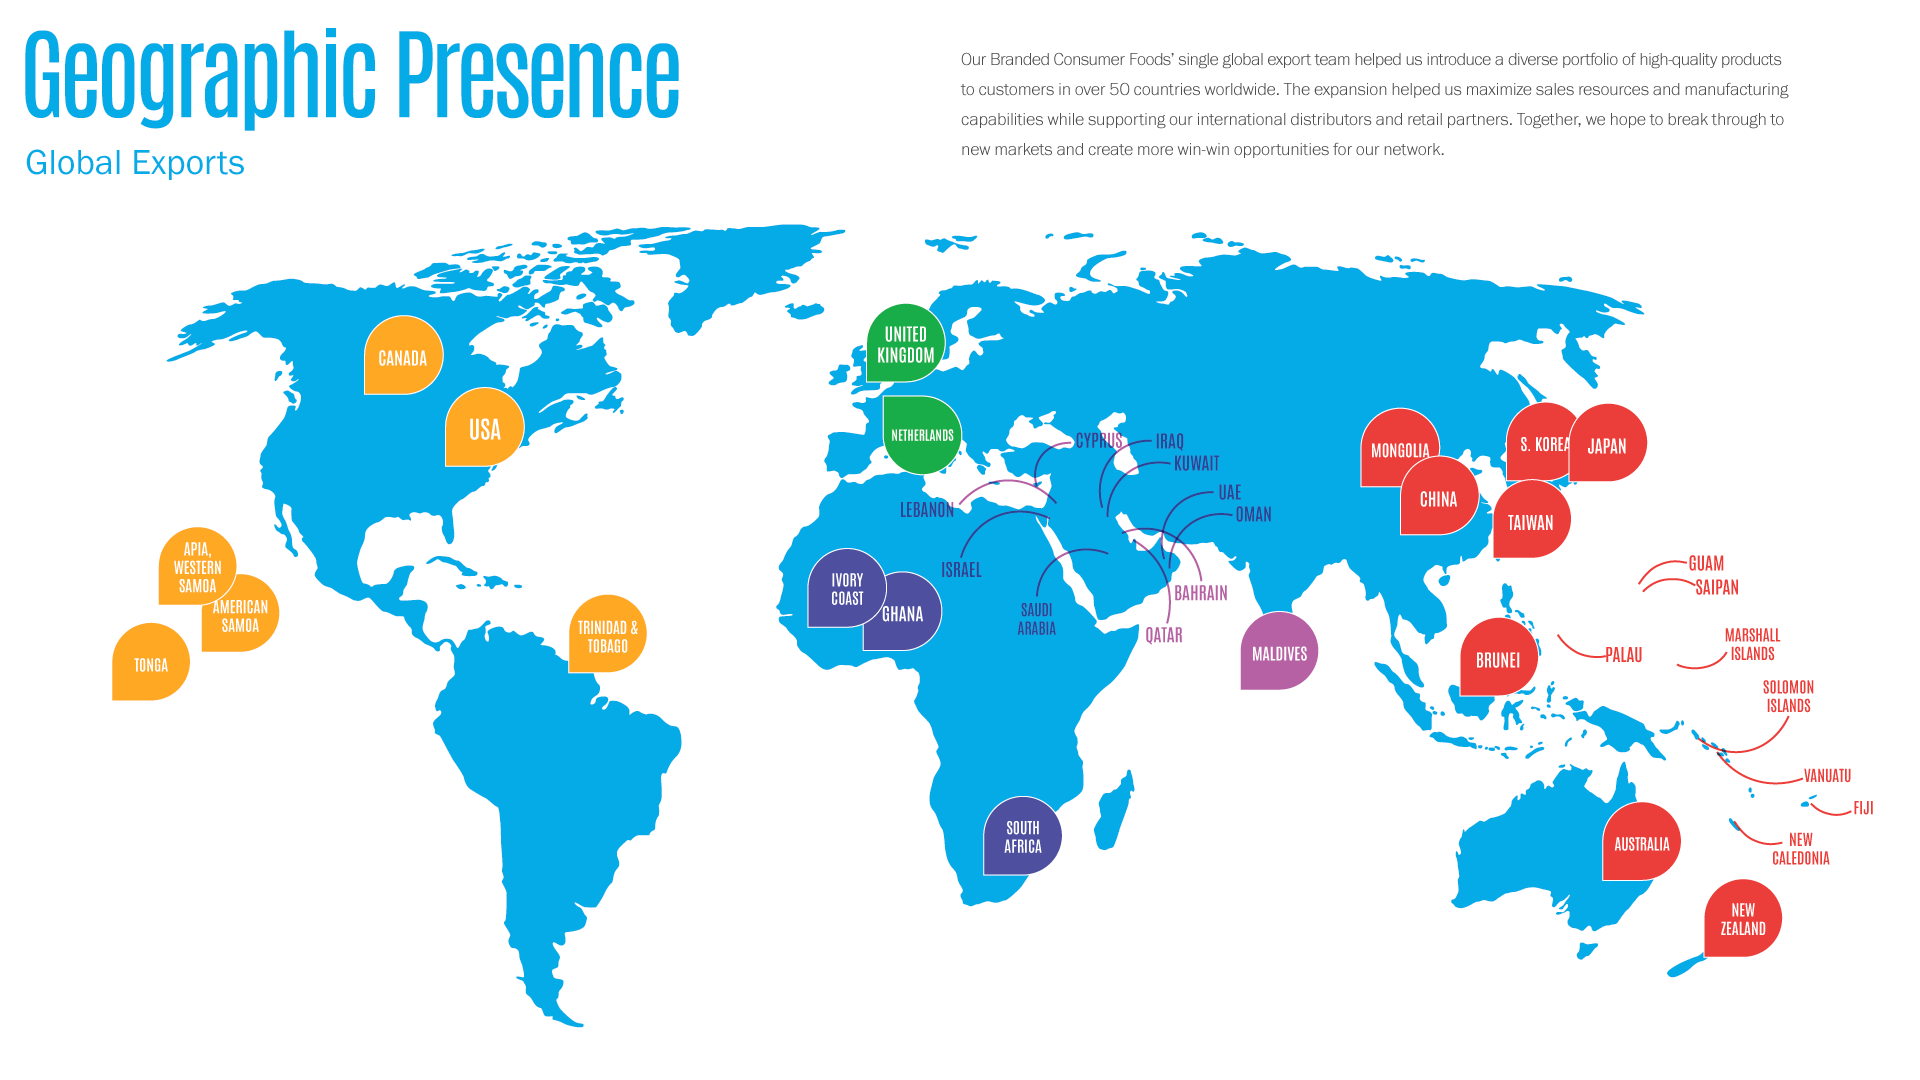 Geographic Presence
Global Exports
Our Branded Consumer Foods’ single global export team helped us introduce a diverse portfolio of high-quality products
to customers in over 50 countries worldwide. The expansion helped us maximize sales resources and manufacturing
capabilities while supporting our international distributors and retail partners. Together, we hope to break through to
new markets and create more win-win opportunities for our network.
CANADA
USA
APIA,
WESTERN
SAMOA
AMERICAN
SAMOA
TONGA
TRINIDAD &
TOBAGO
UNITED
KINGDOM
NETHERLANDS
IVORY
COAST
GHANA
SOUTH
AFRICA
CYPRUS
IRAQ
KUWAIT
UAE
OMAN
LEBANON
ISRAEL
SAUDI
ARABIA
BAHRAIN
QATAR
MALDIVES
MONGOLIA
CHINA
S. KOREA
JAPAN
TAIWAN
BRUNEI
GUAM
SAIPAN
PALAU
MARSHALL
ISLANDS
SOLOMON
ISLANDS
VANUATU
FIJI
NEW
CALEDONIA
AUSTRALIA
NEW
ZEALAND